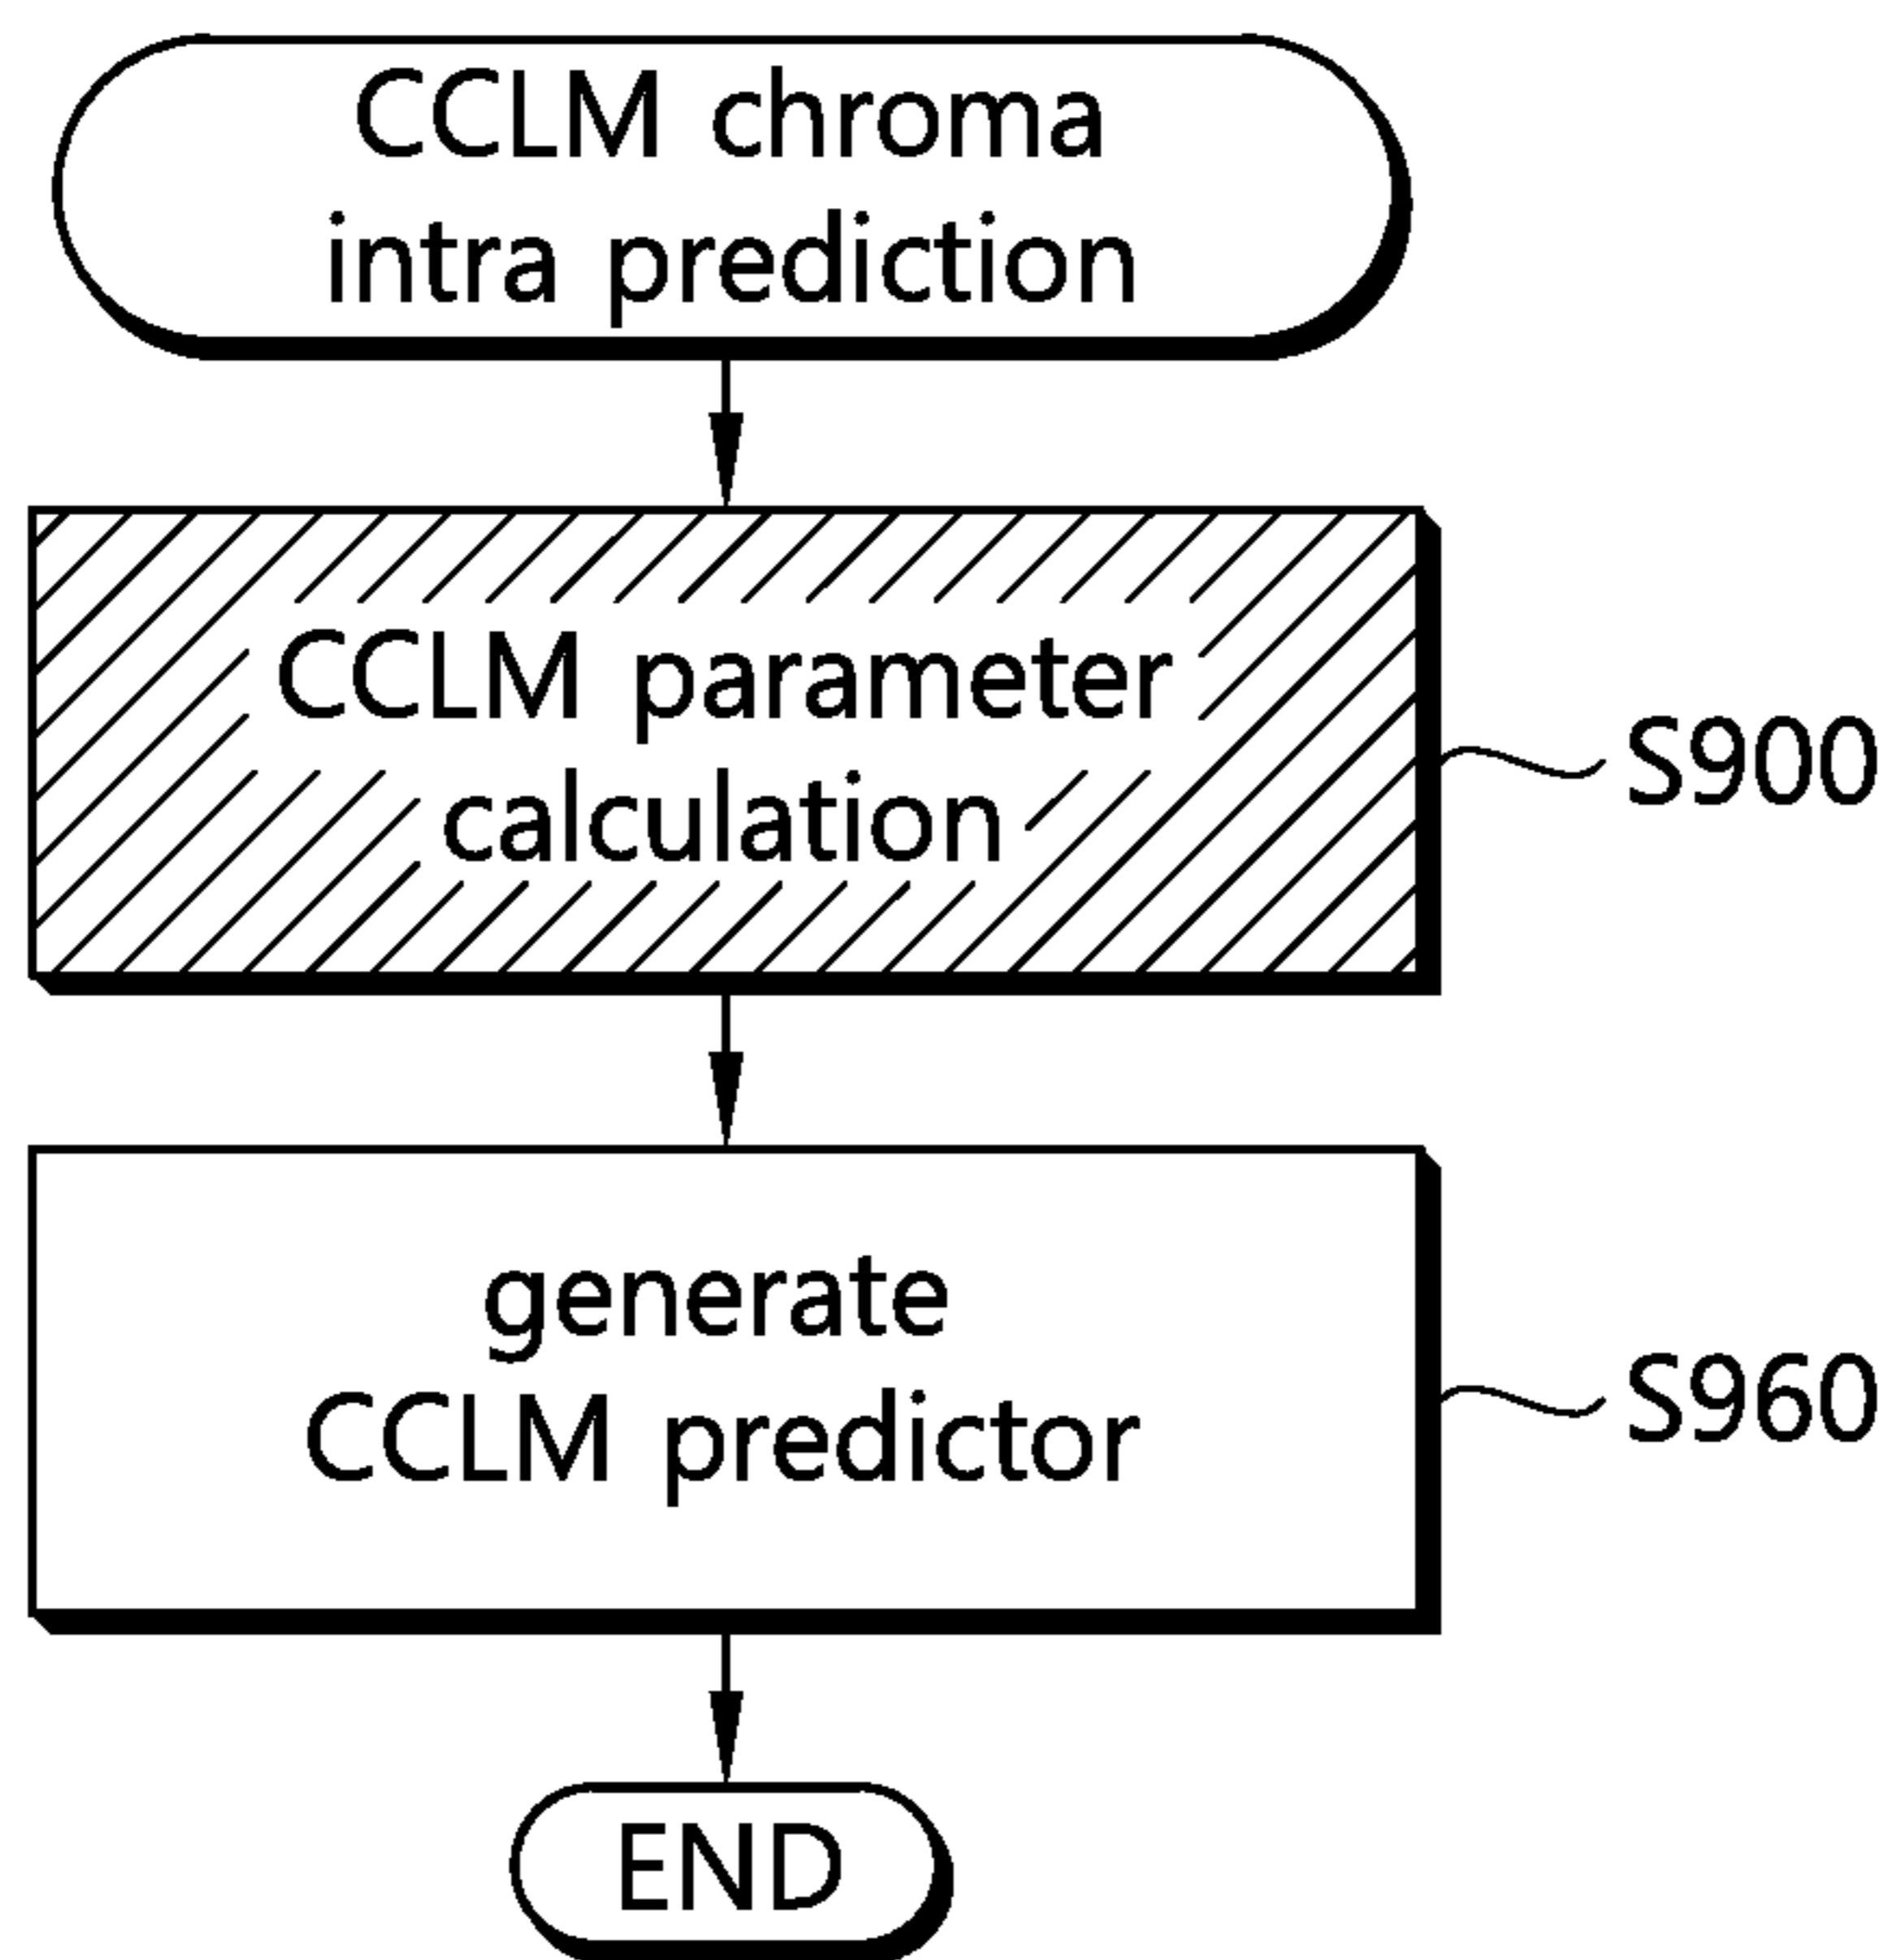 CCLM chroma
intra prediction
CCLM parameter
calculation
S900
generate
CCLM predictor
S960
END